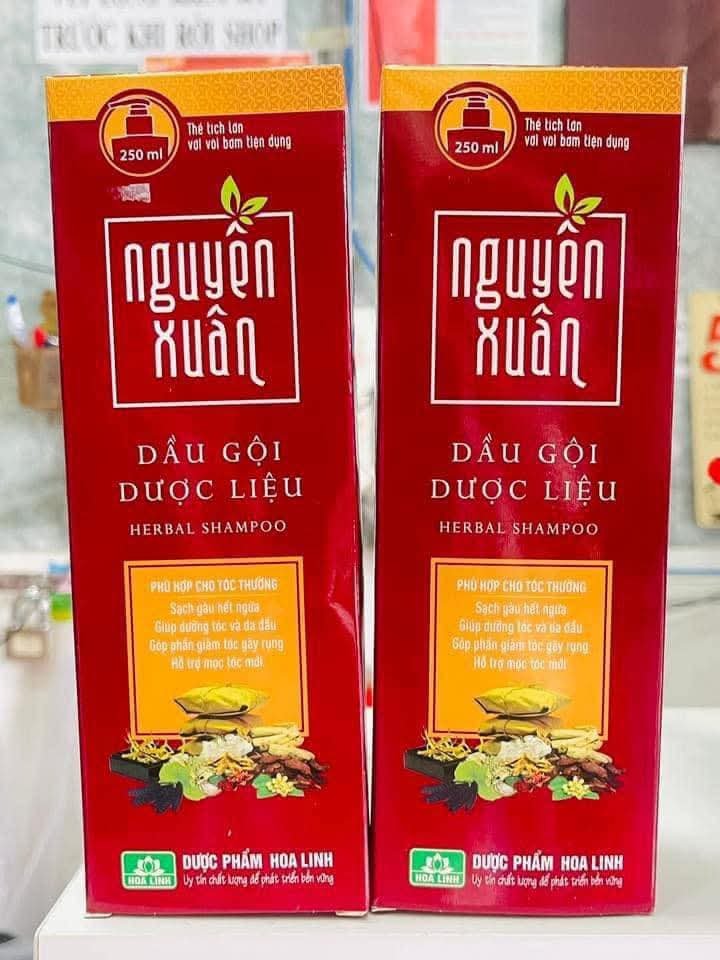 TRƯỚC KHI RỜI SHOP
250 ml
Thể tích lớn
với vòi bơm tiện dụng
nguyên
xuân
DẦU GỘI
DƯỢC LIỆU
HERBAL SHAMPOO
PHÙ HỢP CHO TÓC THƯỜNG
Sạch gàu hết ngứa
Giúp dưỡng tóc và da đầu
Góp phần giảm tóc gãy rụng
Hỗ trợ mọc tóc mới
HOA LINH
DƯỢC PHẨM HOA LINH
Uy tín chất lượng để phát triển bền vững
250 ml
Thể tích lớn
với vòi bơm tiện dụng
nguyên
xuân
DẦU GỘI
DƯỢC LIỆU
HERBAL SHAMPOO
PHÙ HỢP CHO TÓC THƯỜNG
Sạch gàu hết ngứa
Giúp dưỡng tóc và da đầu
Góp phần giảm tóc gãy rụng
Hỗ trợ mọc tóc mới
HOA LINH
DƯỢC PHẨM HOA LINH
Uy tín chất lượng để phát triển bền vững